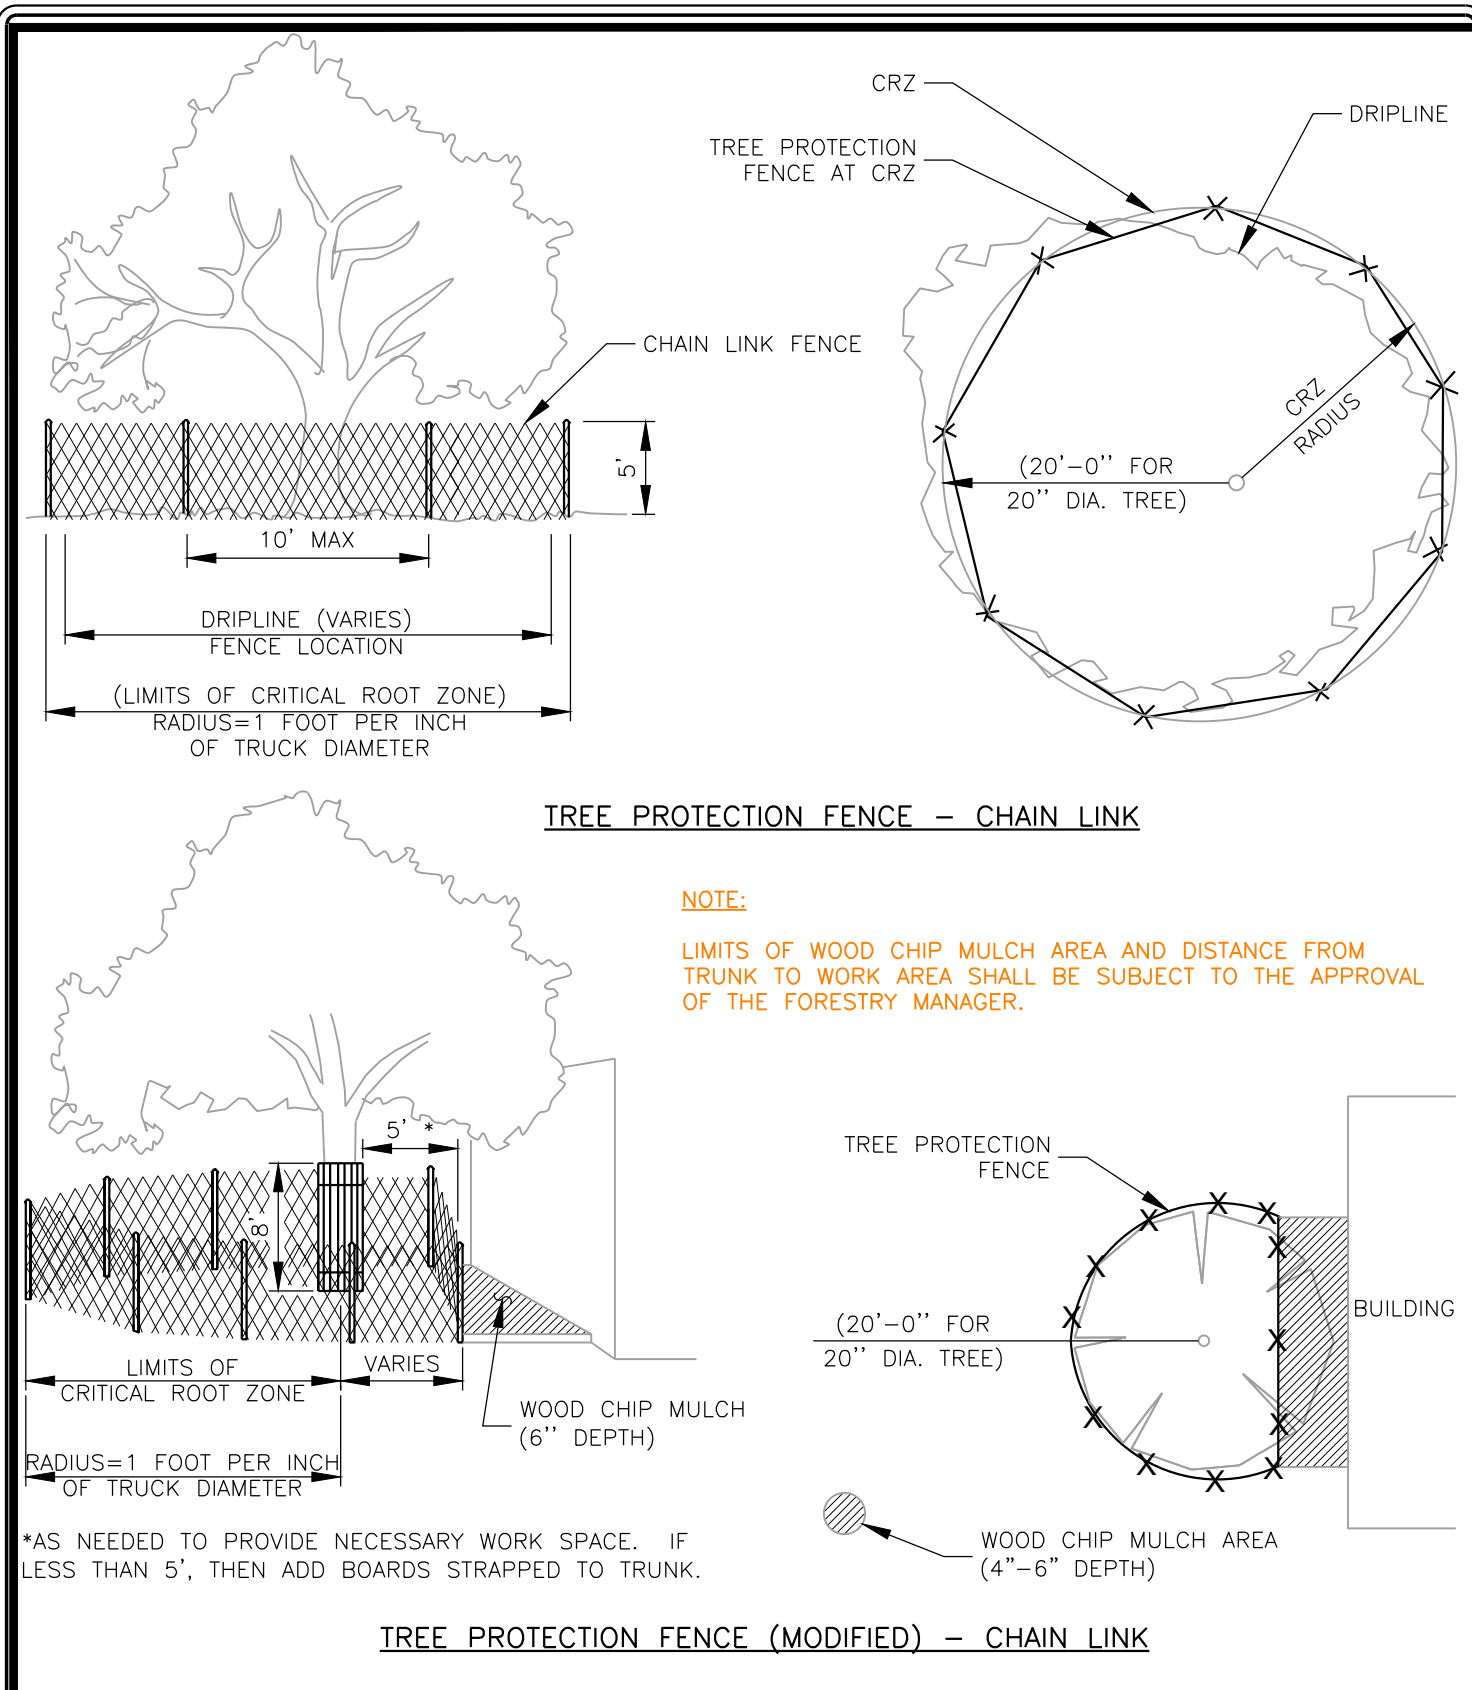 CRZ
DRIPLINE
TREE PROTECTION
FENCE AT CRZ
CHAIN LINK FENCE
CRZ
RADIUS
5'
(20'-0'' FOR
20'' DIA. TREE)
10' MAX
DRIPLINE (VARIES)
FENCE LOCATION
(LIMITS OF CRITICAL ROOT ZONE)
RADIUS=1 FOOT PER INCH
OF TRUCK DIAMETER
TREE PROTECTION FENCE - CHAIN LINK
NOTE:
LIMITS OF WOOD CHIP MULCH AREA AND DISTANCE FROM
TRUNK TO WORK AREA SHALL BE SUBJECT TO THE APPROVAL
OF THE FORESTRY MANAGER.
5' *
8'
TREE PROTECTION
FENCE
BUILDING
(20'-0'' FOR
20'' DIA. TREE)
LIMITS OF
CRITICAL ROOT ZONE
VARIES
WOOD CHIP MULCH
(6'' DEPTH)
RADIUS=1 FOOT PER INCH
OF TRUCK DIAMETER
*AS NEEDED TO PROVIDE NECESSARY WORK SPACE. IF
LESS THAN 5', THEN ADD BOARDS STRAPPED TO TRUNK.
WOOD CHIP MULCH AREA
(4"-6" DEPTH)
TREE PROTECTION FENCE (MODIFIED) - CHAIN LINK